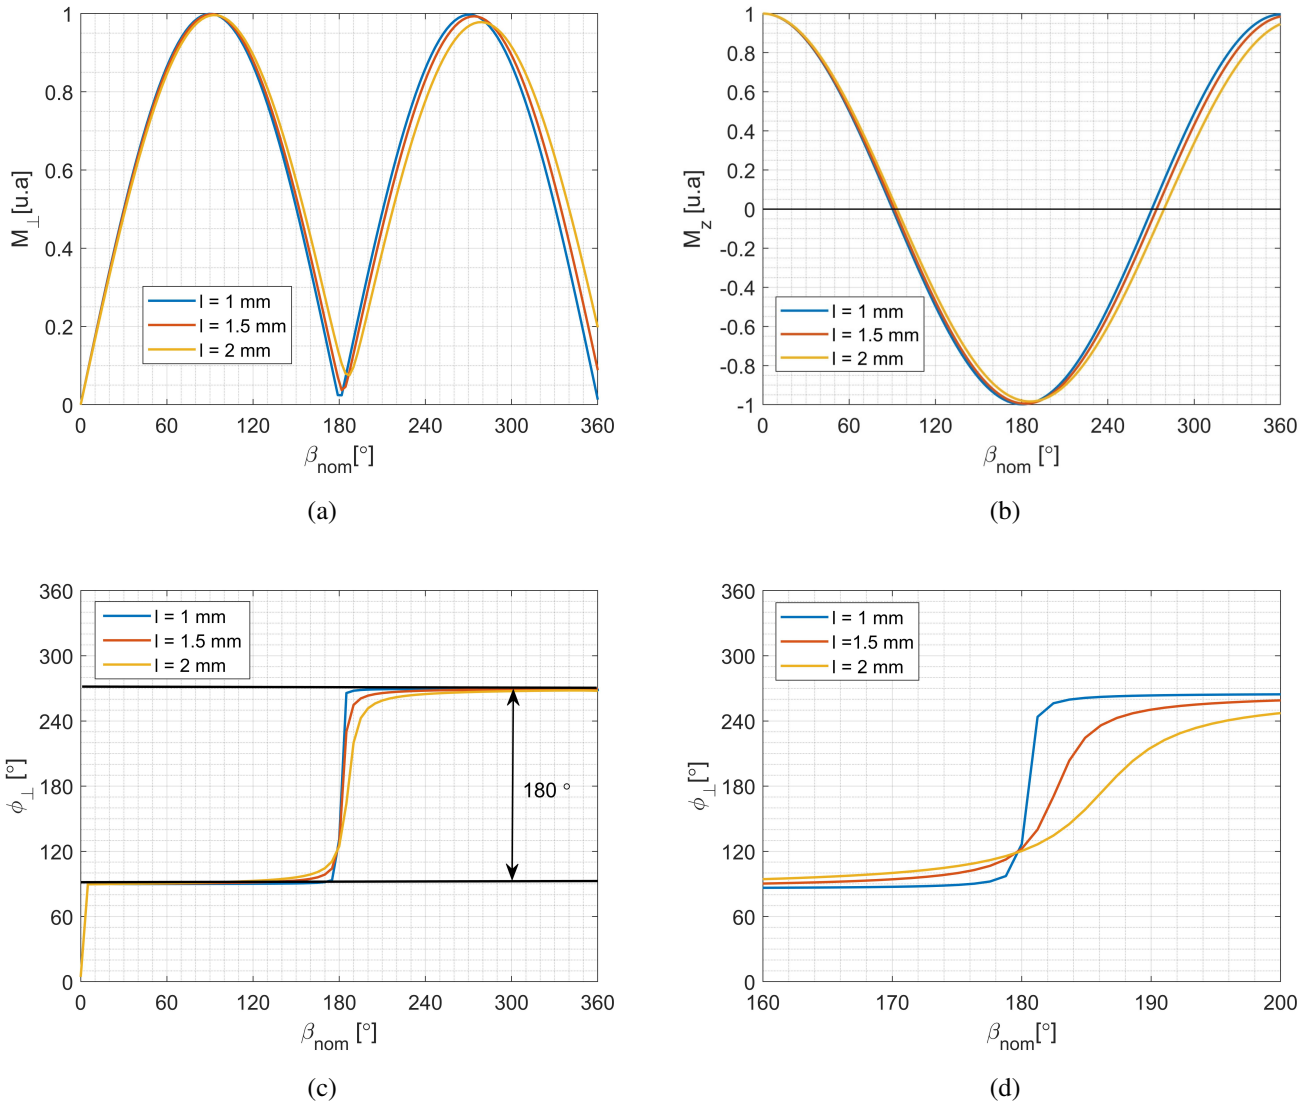 1
0.8
0.6
0.4
0.2
0
M⊥[u.a]
l = 1 mm
l = 1.5 mm
l = 2 mm
0 60 120 180 240 300 360
βnom[°]
(a)
1
0.8
0.6
0.4
0.2
0
-0.2
-0.4
-0.6
-0.8
-1
Mz [u.a]
l = 1 mm
l = 1.5 mm
l = 2 mm
0 60 120 180 240 300 360
βnom [°]
(b)
360
300
240
180
120
60
0
ϕ⊥ [°]
l = 1 mm
l = 1.5 mm
l = 2 mm
180 °
0 60 120 180 240 300 360
βnom [°]
(c)
360
300
240
180
120
60
0
ϕ⊥[°]
l = 1 mm
l =1.5 mm
l = 2 mm
160 170 180 190 200
βnom[°]
(d)